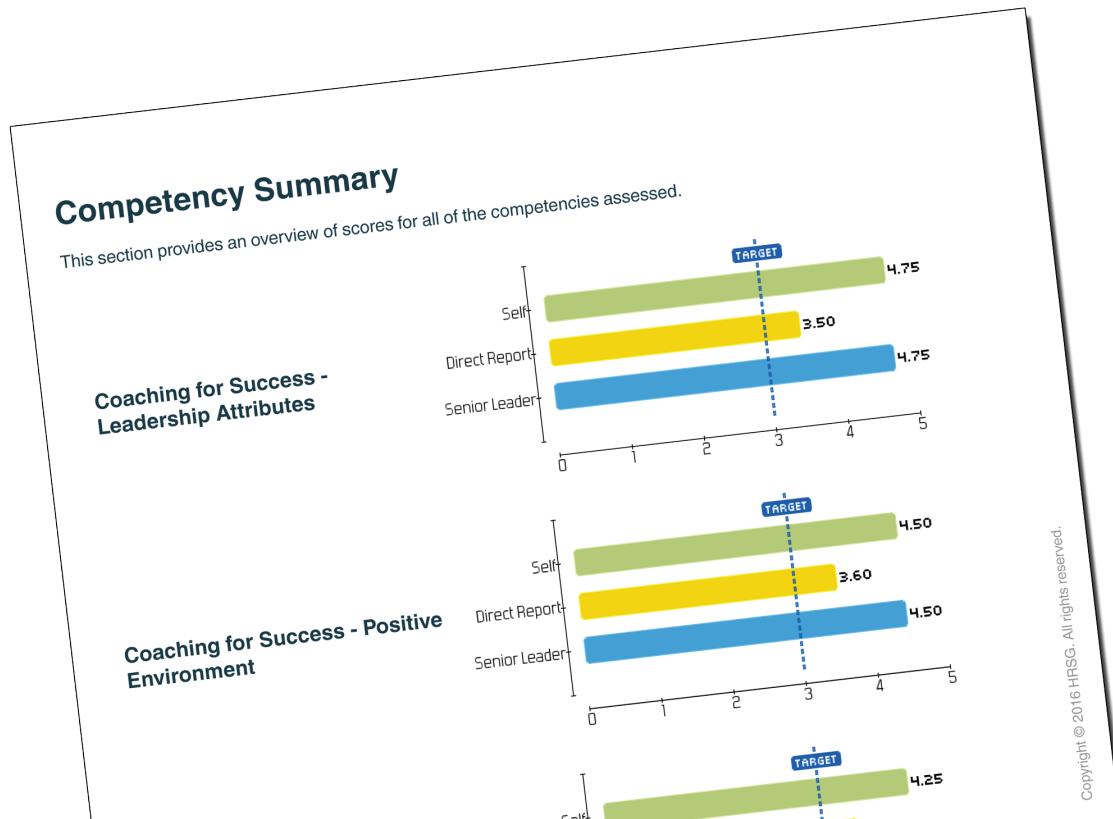 Competency Summary
This section provides an overview of scores for all of the competencies assessed.
Coaching for Success -
Leadership Attributes
TARGET
Self
4.75
Direct Report
3.50
Senior Leader
4.75
0 1 2 3 4 5
Coaching for Success - Positive
Environment
TARGET
Self
4.50
Direct Report
3.60
Senior Leader
4.50
0 1 2 3 4 5
TARGET
Self
4.25
Copyright © 2016 HRSG. All rights reserved.